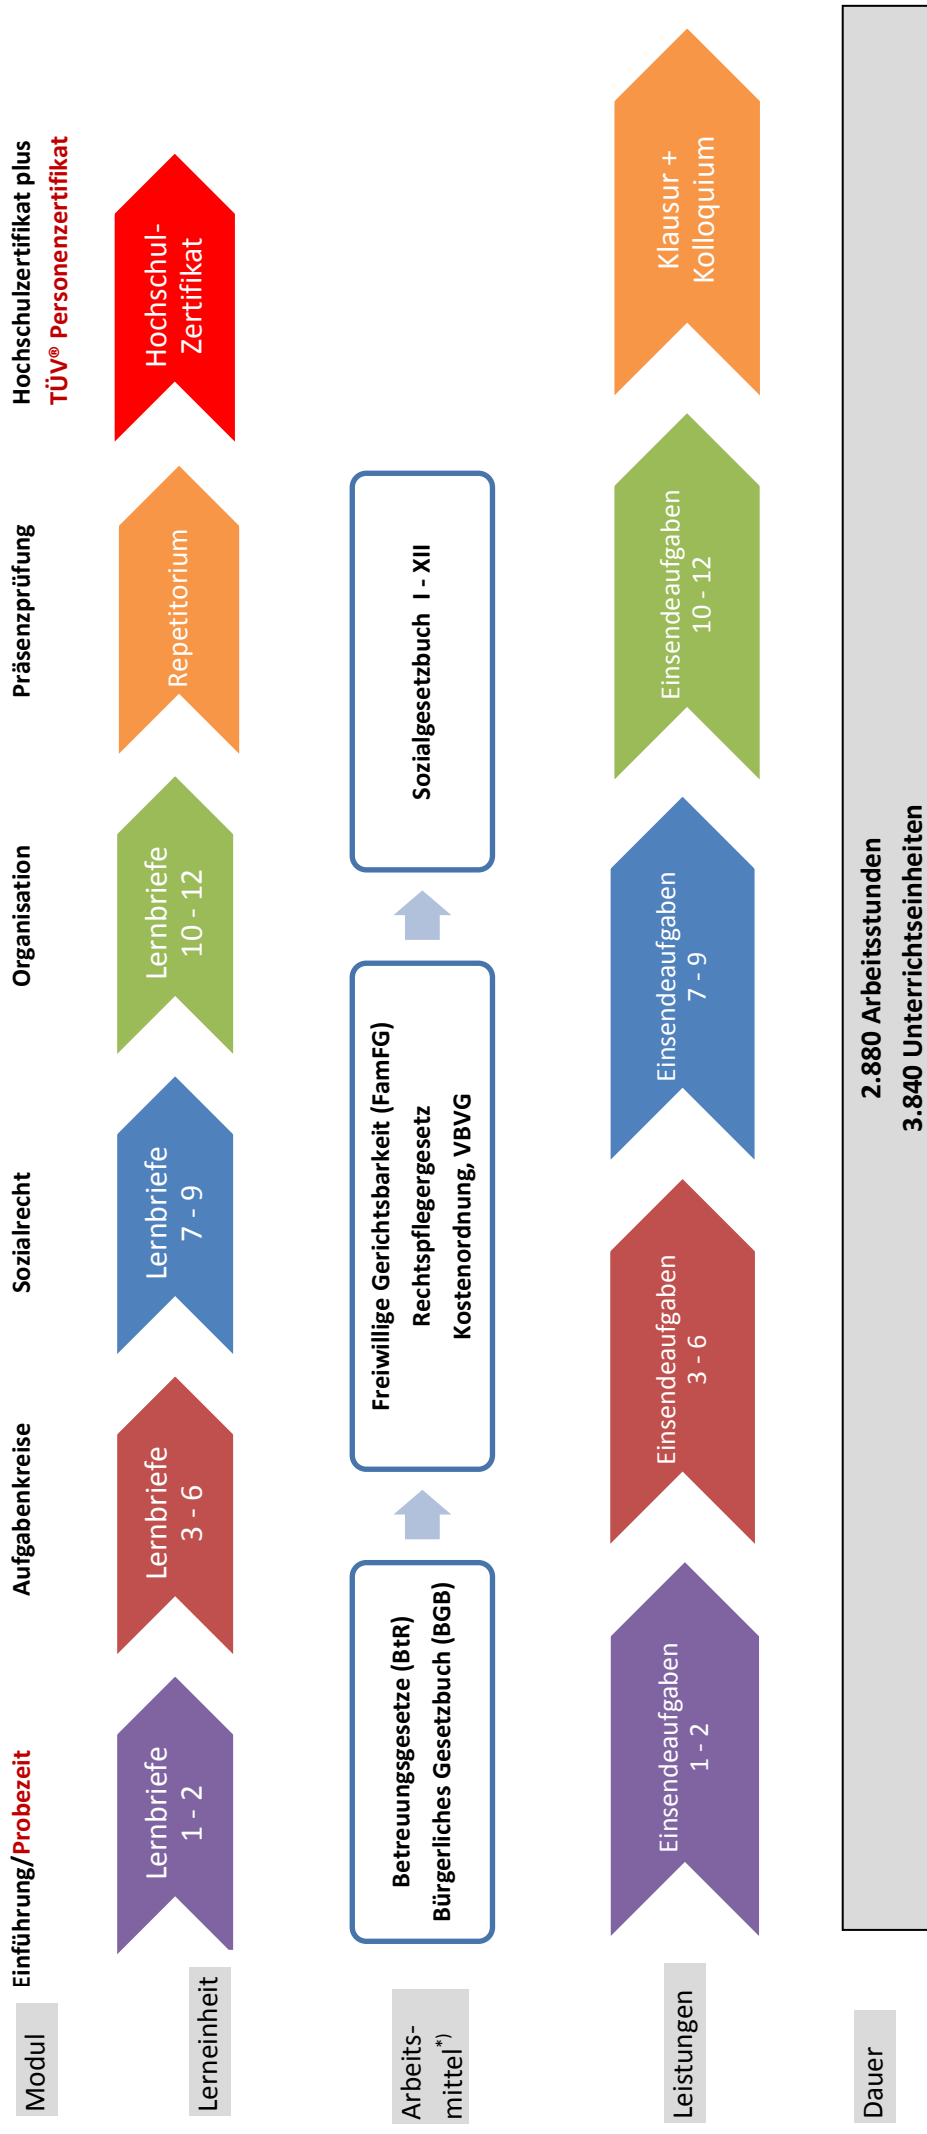 Modul
Einführung/Probezeit
Aufgabenkreise
Sozialrecht
Organisation
Präsenzprüfung
Hochschulzertifikat plus
TÜV® Personenzertifikat
Lerneinheit
Lernbriefe
1 - 2
Lernbriefe
3 - 6
Lernbriefe
7 - 9
Lernbriefe
10 - 12
Repetitorium
Hochschul-
Zertifikat
Arbeits-
mittel*)
Betreuungsgesetze (BtR)
Bürgerliches Gesetzbuch (BGB)
Freiwillige Gerichtsbarkeit (FamFG)
Rechtspflegergesetz
Kostenordnung, VBVG
Sozialgesetzbuch I - XII
Leistungen
Einsendeaufgaben
1 - 2
Einsendeaufgaben
3 - 6
Einsendeaufgaben
7 - 9
Einsendeaufgaben
10 - 12
Klausur +
Kolloquium
Dauer
2.880 Arbeitsstunden
3.840 Unterrichtseinheiten